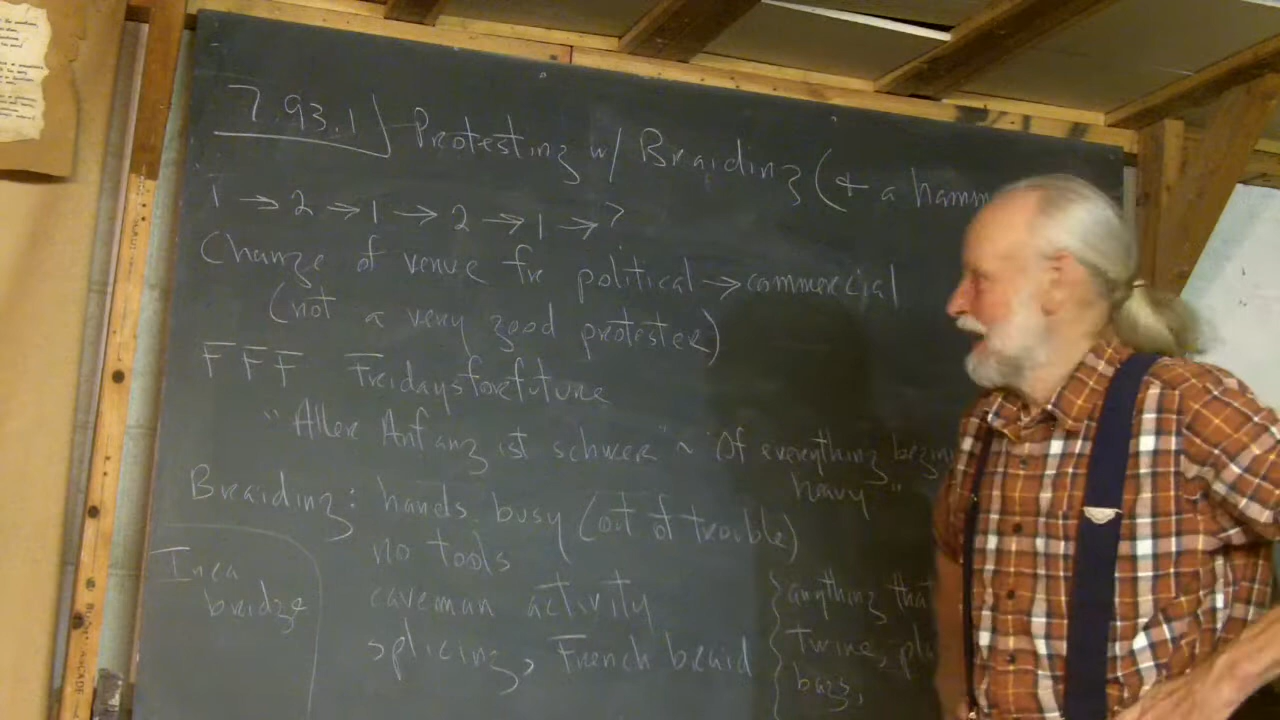 7.93.1) Protesting w/ Braiding (& a hamm
1 → 2 → 1 → 2 → 1 → ?
Change of venue fr political → commercial
(not a very good protester)
FFF Fridaysforfuture
"Aller Anfang ist schwer" ~ "Of everything begin
heavy"
Braiding: hands busy (out of trouble)
no tools
caveman activity
splicing, French braid
Inca
bridge
anything tha
twine, pla
bags,